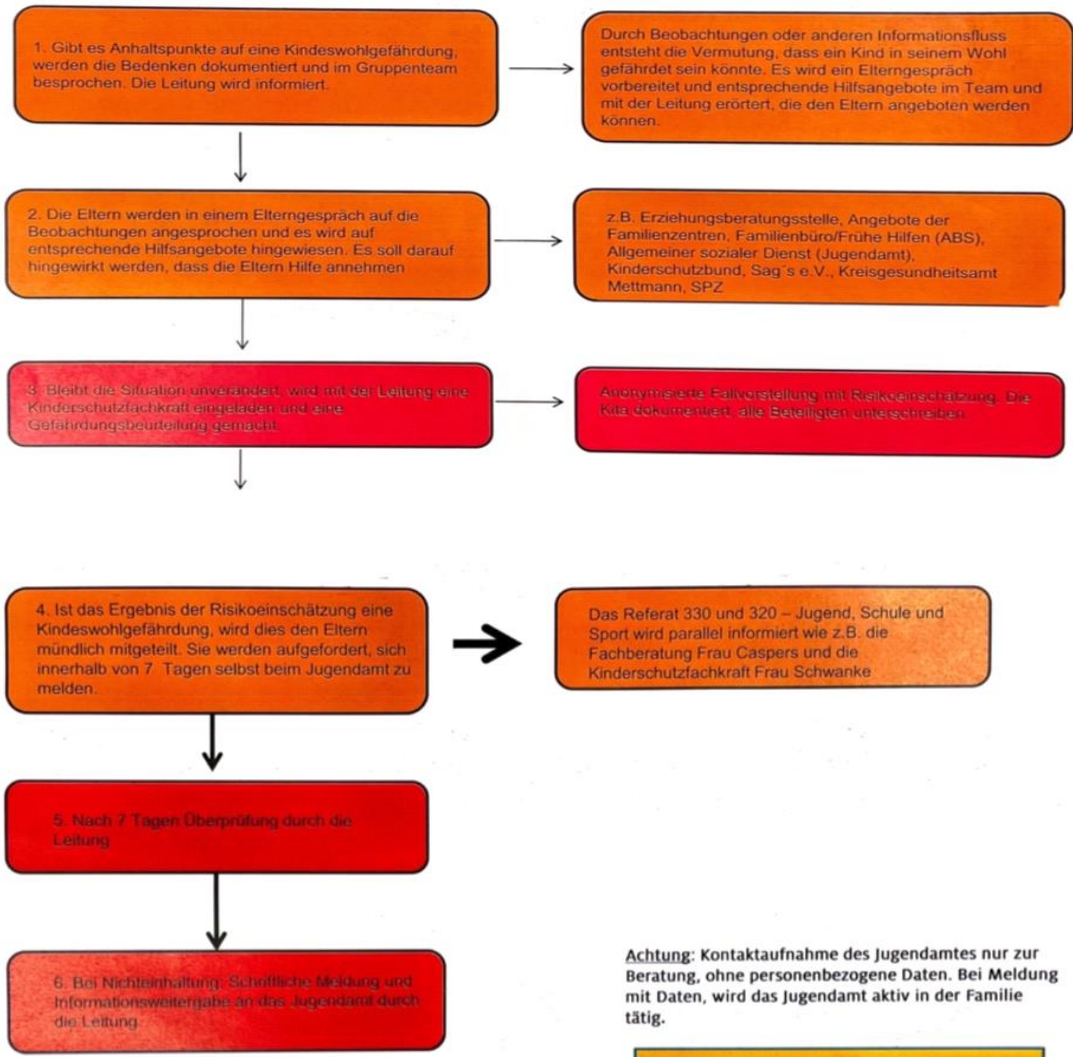 1. Gibt es Anhaltspunkte auf eine Kindeswohlgefährdung,
werden die Bedenken dokumentiert und im Gruppenteam
besprochen. Die Leitung wird informiert.
Durch Beobachtungen oder anderen Informationsfluss
entsteht die Vermutung, dass ein Kind in seinem Wohl
gefährdet sein könnte. Es wird ein Elterngespräch
vorbereitet und entsprechende Hilfsangebote im Team und
mit der Leitung erörtert, die den Eltern angeboten werden
können.
2. Die Eltern werden in einem Elterngespräch auf die
Beobachtungen angesprochen und es wird auf
entsprechende Hilfsangebote hingewiesen. Es soll darauf
hingewirkt werden, dass die Eltern Hilfe annehmen
z.B. Erziehungsberatungsstelle, Angebote der
Familienzentren, Familienbüro/Frühe Hilfen (ABS),
Allgemeiner sozialer Dienst (Jugendamt),
Kinderschutzbund, Sag´s e.V., Kreisgesundheitsamt
Mettmann, SPZ
3. Bleibt die Situation unverändert, wird mit der Leitung eine
Kinderschutzfachkraft eingeladen und eine
Gefährdungsbeurteilung gemacht.
Anonymisierte Fallvorstellung mit Risikoeinschätzung. Die
Kita dokumentiert, alle Beteiligten unterschreiben.
4. Ist das Ergebnis der Risikoeinschätzung eine
Kindeswohlgefährdung, wird dies den Eltern
mündlich mitgeteilt. Sie werden aufgefordert, sich
innerhalb von 7 Tagen selbst beim Jugendamt zu
melden.
Das Referat 330 und 320 – Jugend, Schule und
Sport wird parallel informiert wie z.B. die
Fachberatung Frau Caspers und die
Kinderschutzfachkraft Frau Schwanke
5. Nach 7 Tagen Überprüfung durch die
Leitung
6. Bei Nichteinhaltung: Schriftliche Meldung und
Informationsweitergabe an das Jugendamt durch
die Leitung.
Achtung: Kontaktaufnahme des Jugendamtes nur zur
Beratung, ohne personenbezogene Daten. Bei Meldung
mit Daten, wird das Jugendamt aktiv in der Familie
tätig.